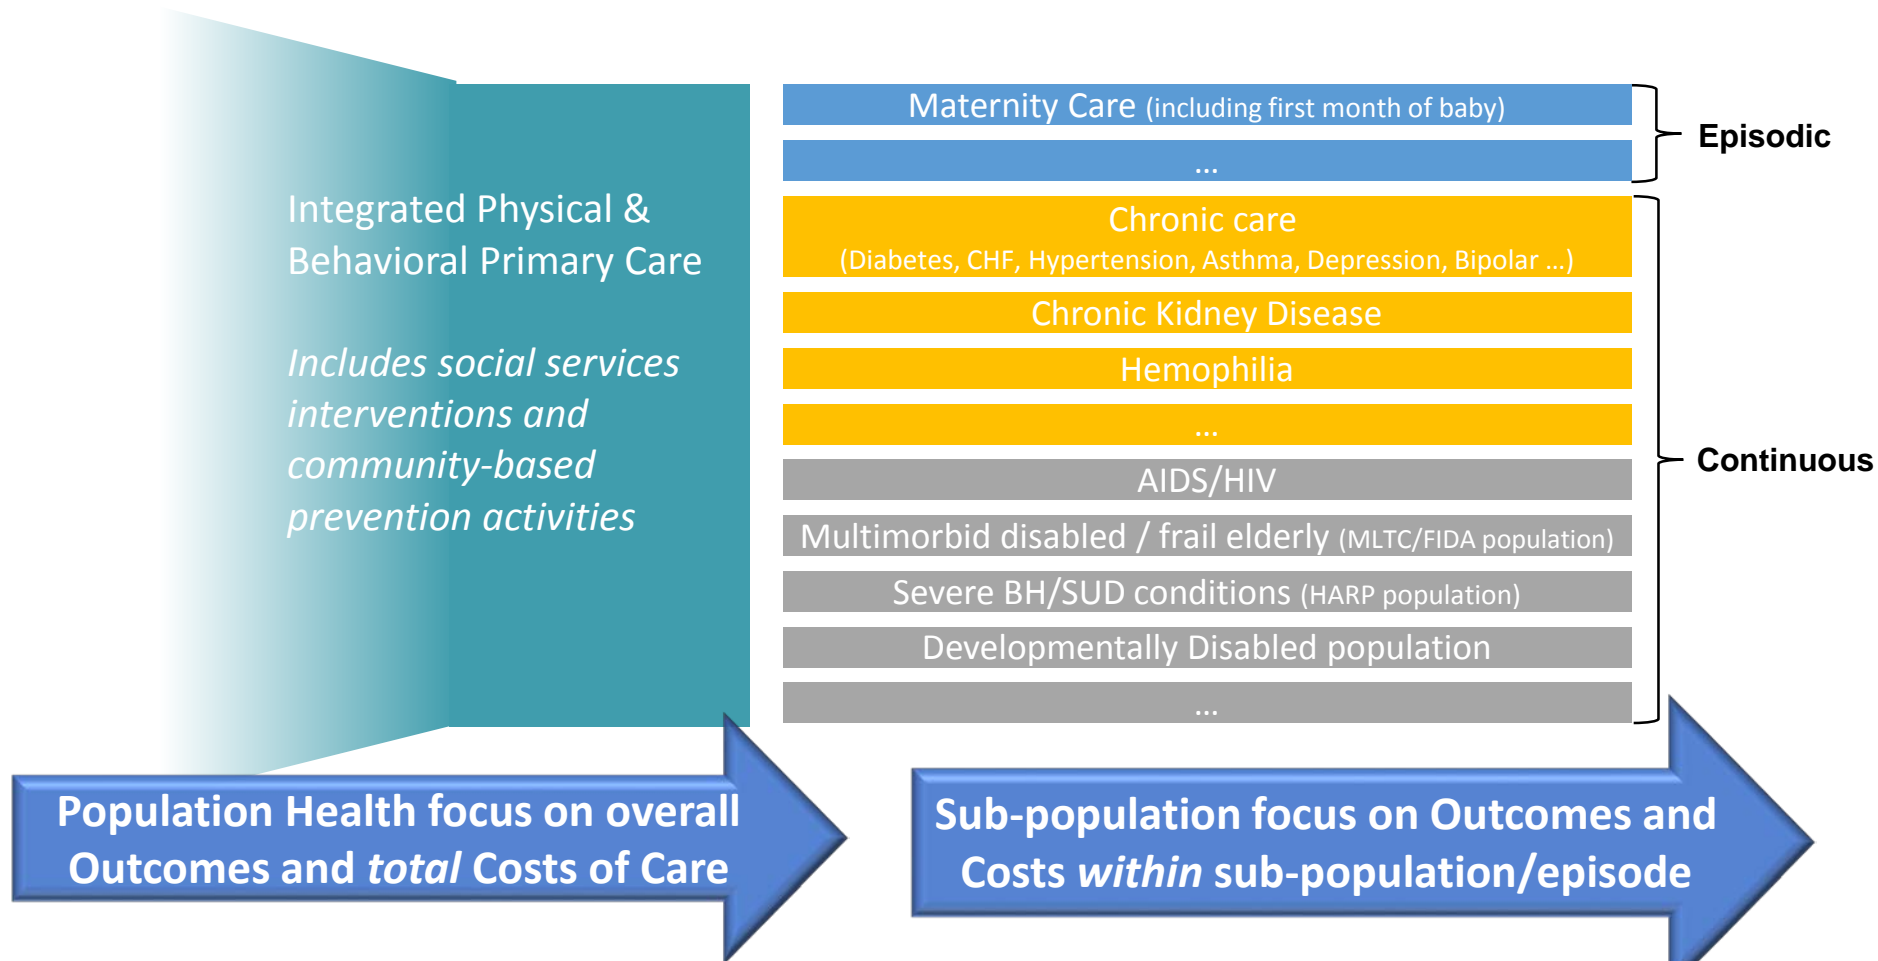 Integrated Physical &
Behavioral Primary Care
Includes social services
interventions and
community-based
prevention activities
Maternity Care (including first month of baby)
...
Episodic
Chronic care
(Diabetes, CHF, Hypertension, Asthma, Depression, Bipolar ...)
Chronic Kidney Disease
Hemophilia
...
AIDS/HIV
Multimorbid disabled / frail elderly (MLTC/FIDA population)
Severe BH/SUD conditions (HARP population)
Developmentally Disabled population
...
Continuous
Population Health focus on overall
Outcomes and total Costs of Care
Sub-population focus on Outcomes and
Costs within sub-population/episode